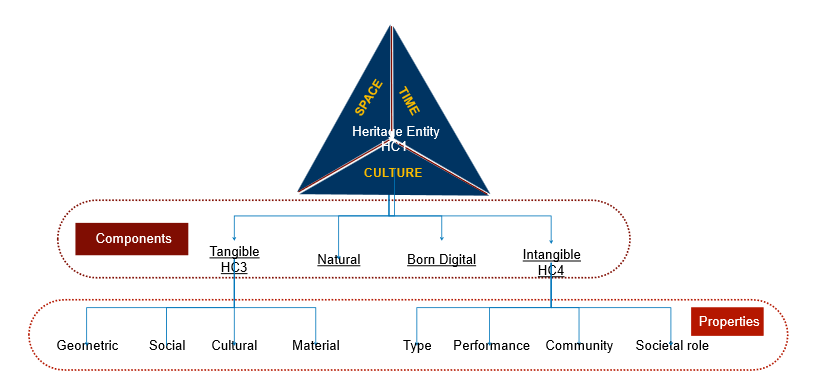 SPACE
TIME
Heritage Entity
HC1
CULTURE
Components
Tangible
HC3
Natural
Born Digital
Intangible
HC4
Properties
Geometric
Social
Cultural
Material
Type
Performance
Community
Societal role